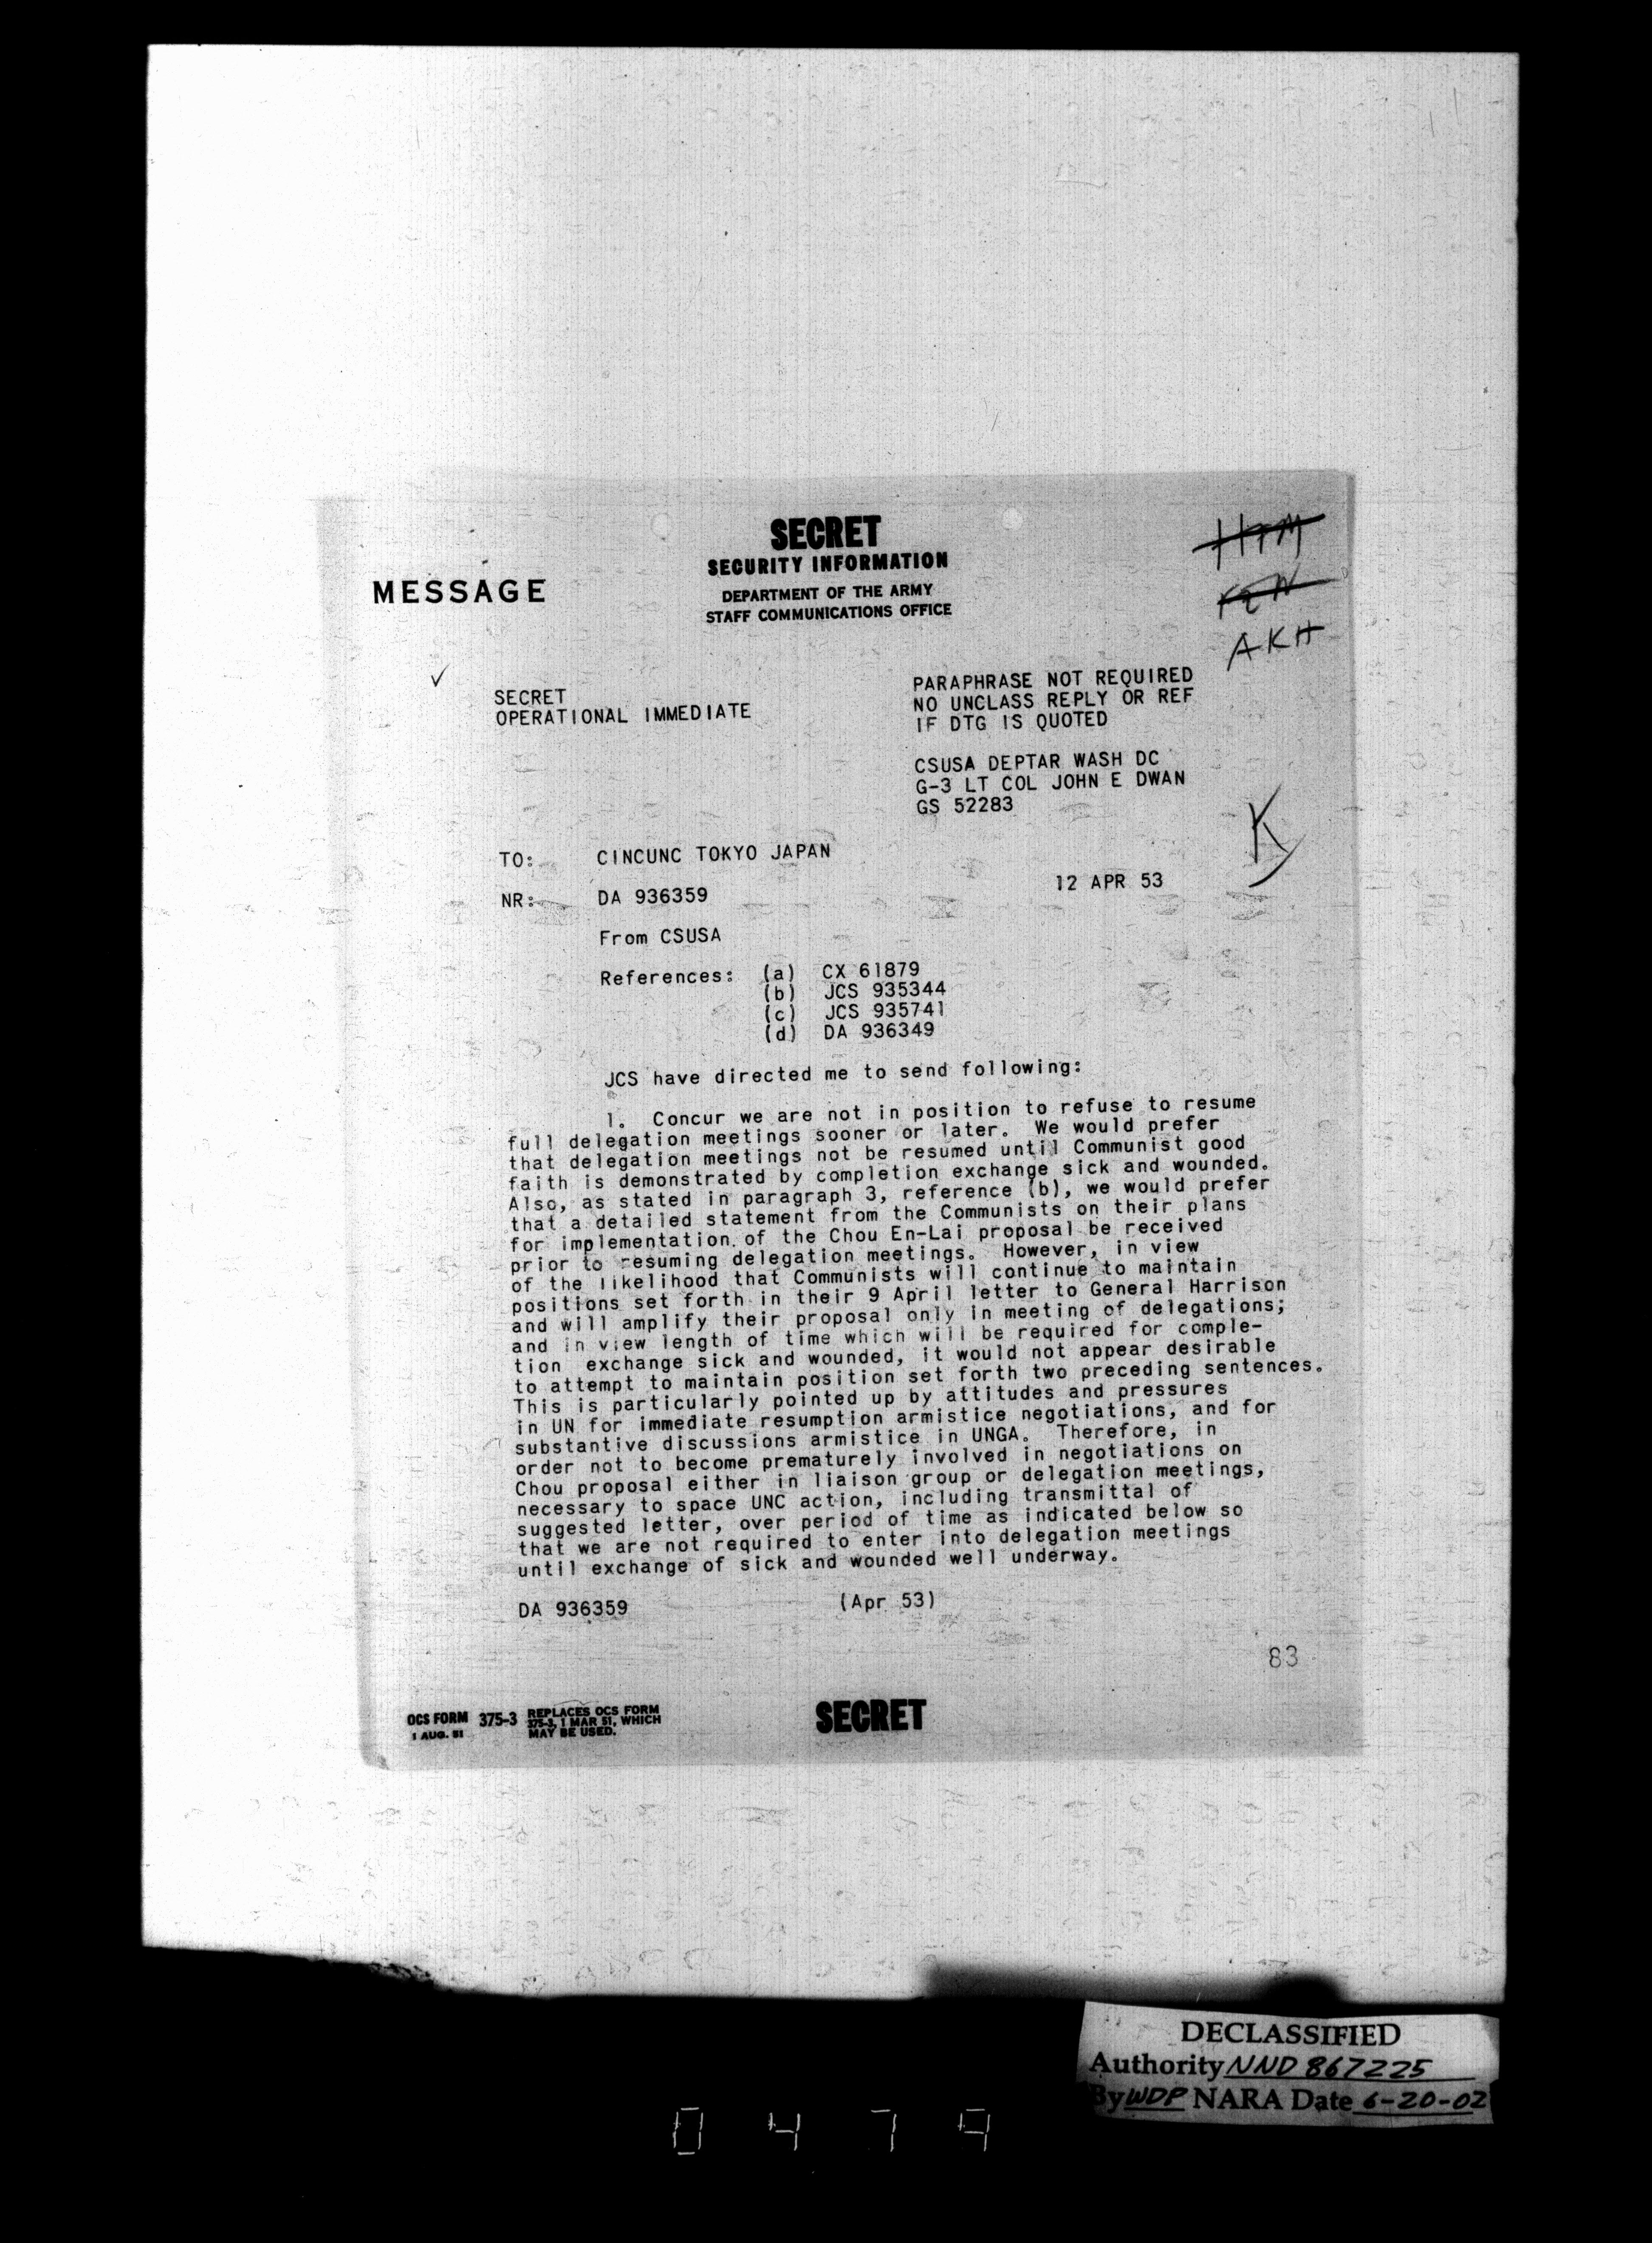 SECRET
SECURITY INFORMATION
MESSAGE
DEPARTMENT OF THE ARMY
STAFF COMMUNICATIONS OFFICE
AKH
SECRET
OPERATIONAL IMMEDIATE
PARAPHRASE NOT REQUIRED
NO UNCLASS REPLY OR REF
IF DTG IS QUOTED
CSUSA DEPTAR WASH DC
G-3 LT COL JOHN E DWAN
GS 52283
K
TO: CINCUNC TOKYO JAPAN
NR: DA 936359 12 APR 53
From CSUSA
References: (a) CX 61879
(b) JCS 935344
(c) JCS 935741
(d) DA 936349
JCS have directed me to send following:
1. Concur we are not in position to refuse to resume
full delegation meetings sooner or later. We would prefer
that delegation meetings not be resumed until Communist good
faith is demonstrated by completion exchange sick and wounded.
Also, as stated in paragraph 3, reference (b), we would prefer
that a detailed statement from the Communists on their plans
for implementation of the Chou En-Lai proposal be received
prior to resuming delegation meetings. However, in view
of the likelihood that Communists will continue to maintain
positions set forth in their 9 April letter to General Harrison
and will amplify their proposal only in meeting of delegations;
and in view length of time which will be required for comple-
tion exchange sick and wounded, it would not appear desirable
to attempt to maintain position set forth two preceding sentences.
This is particularly pointed up by attitudes and pressures
in UN for immediate resumption armistice negotiations, and for
substantive discussions armistice in UNGA. Therefore, in
order not to become prematurely involved in negotiations on
Chou proposal either in liaison group or delegation meetings,
necessary to space UNC action, including transmittal of
suggested letter, over period of time as indicated below so
that we are not required to enter into delegation meetings
until exchange of sick and wounded well underway.
DA 936359 (Apr 53)
83
OCS FORM 375-3 REPLACES OCS FORM
1 AUG. 51 375-3, 1 MAR 51, WHICH
MAY BE USED.
SECRET
DECLASSIFIED
Authority NND 867225
By WDP NARA Date 6-20-02
0 4 7 9